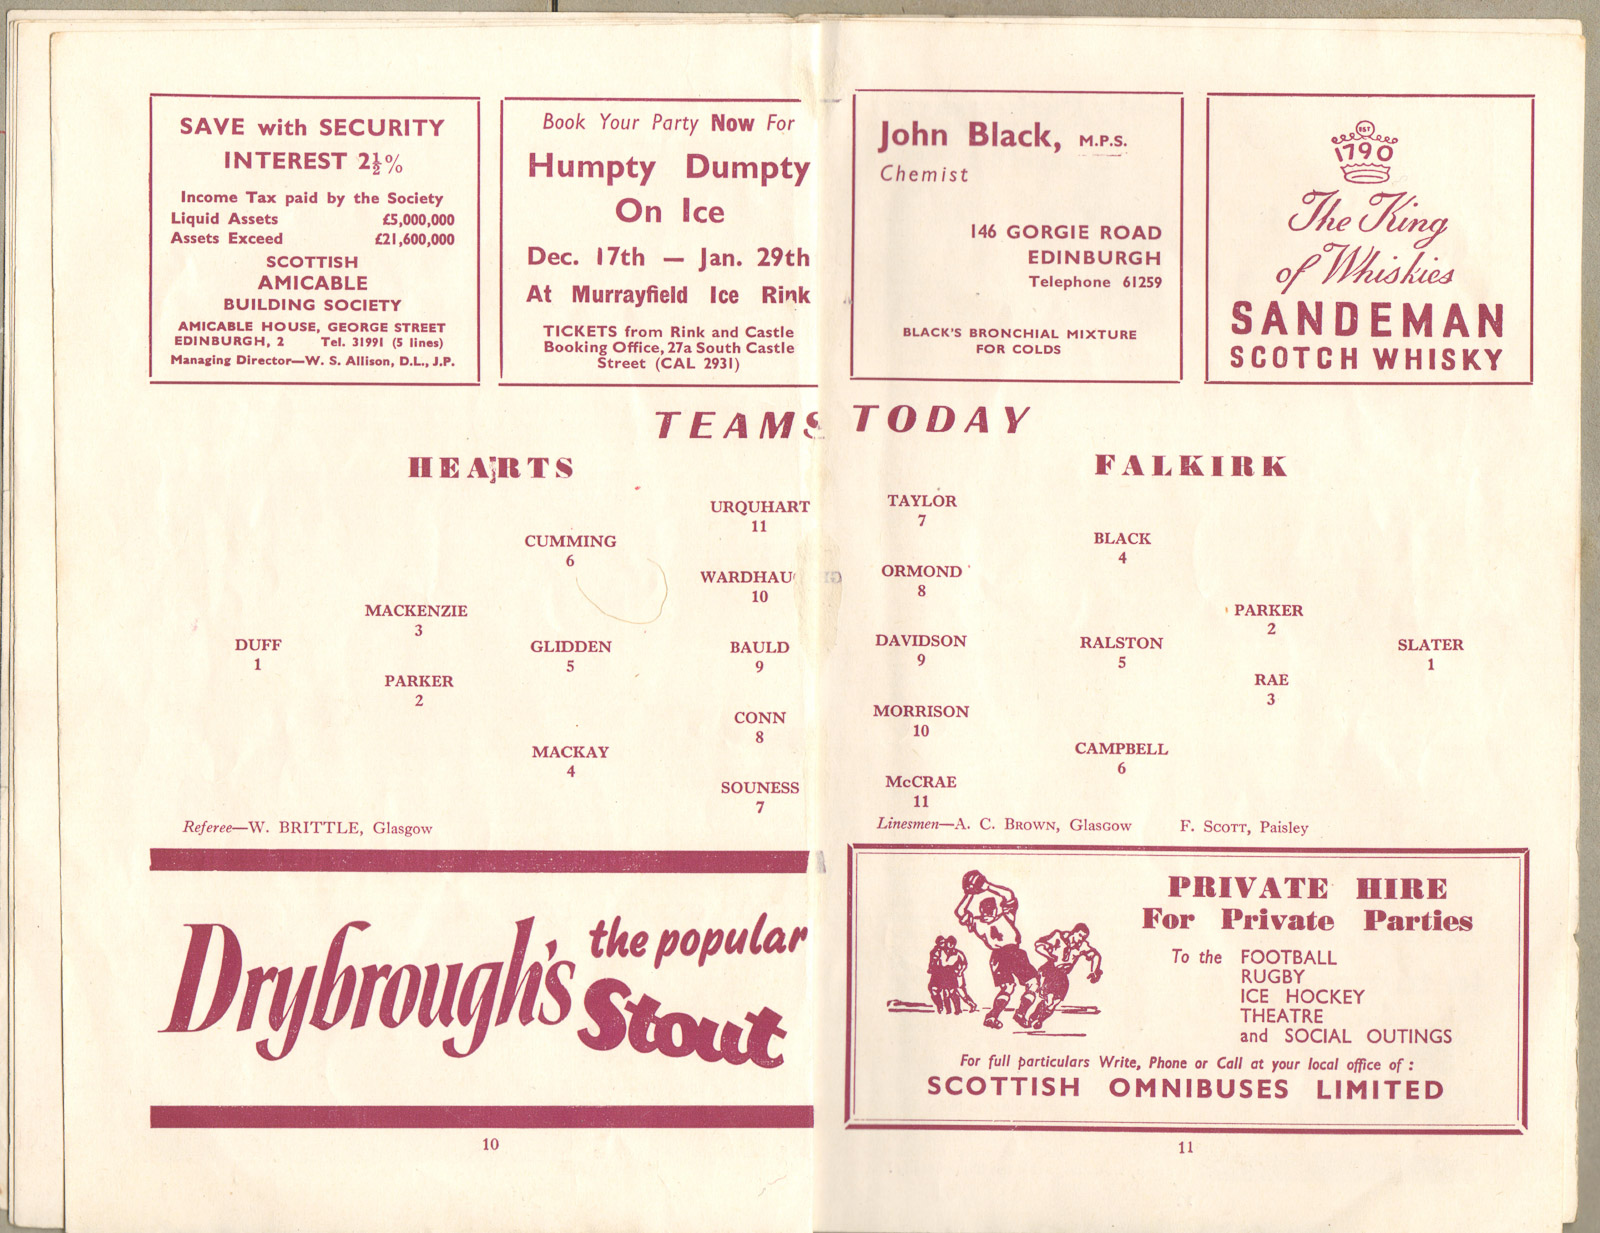 SAVE with SECURITY
INTEREST 2½%
Income Tax paid by the Society
Liquid Assets £5,000,000
Assets Exceed £21,600,000
SCOTTISH
AMICABLE
BUILDING SOCIETY
AMICABLE HOUSE, GEORGE STREET
EDINBURGH, 2 Tel. 31991 (5 lines)
Managing Director—W. S. Allison, D.L., J.P.
Book Your Party Now For
Humpty Dumpty
On Ice
Dec. 17th — Jan. 29th
At Murrayfield Ice Rink
TICKETS from Rink and Castle
Booking Office, 27a South Castle
Street (CAL 2931)
John Black, M.P.S.
Chemist
146 GORGIE ROAD
EDINBURGH
Telephone 61259
BLACK'S BRONCHIAL MIXTURE
FOR COLDS
EST
1790
The King
of Whiskies
SANDEMAN
SCOTCH WHISKY
TEAMS TODAY
HEARTS
URQUHART
11
CUMMING
6
WARDHAUG
10
MACKENZIE
3
DUFF
1
GLIDDEN
5
BAULD
9
PARKER
2
CONN
8
MACKAY
4
SOUNESS
7
Referee—W. BRITTLE, Glasgow
FALKIRK
TAYLOR
7
BLACK
4
ORMOND
8
PARKER
2
DAVIDSON
9
RALSTON
5
SLATER
1
RAE
3
MORRISON
10
CAMPBELL
6
McCRAE
11
Linesmen—A. C. BROWN, Glasgow F. SCOTT, Paisley
Drybrough's the popular
Stout
4
PRIVATE HIRE
For Private Parties
To the FOOTBALL
RUGBY
ICE HOCKEY
THEATRE
and SOCIAL OUTINGS
For full particulars Write, Phone or Call at your local office of :
SCOTTISH OMNIBUSES LIMITED
10
11